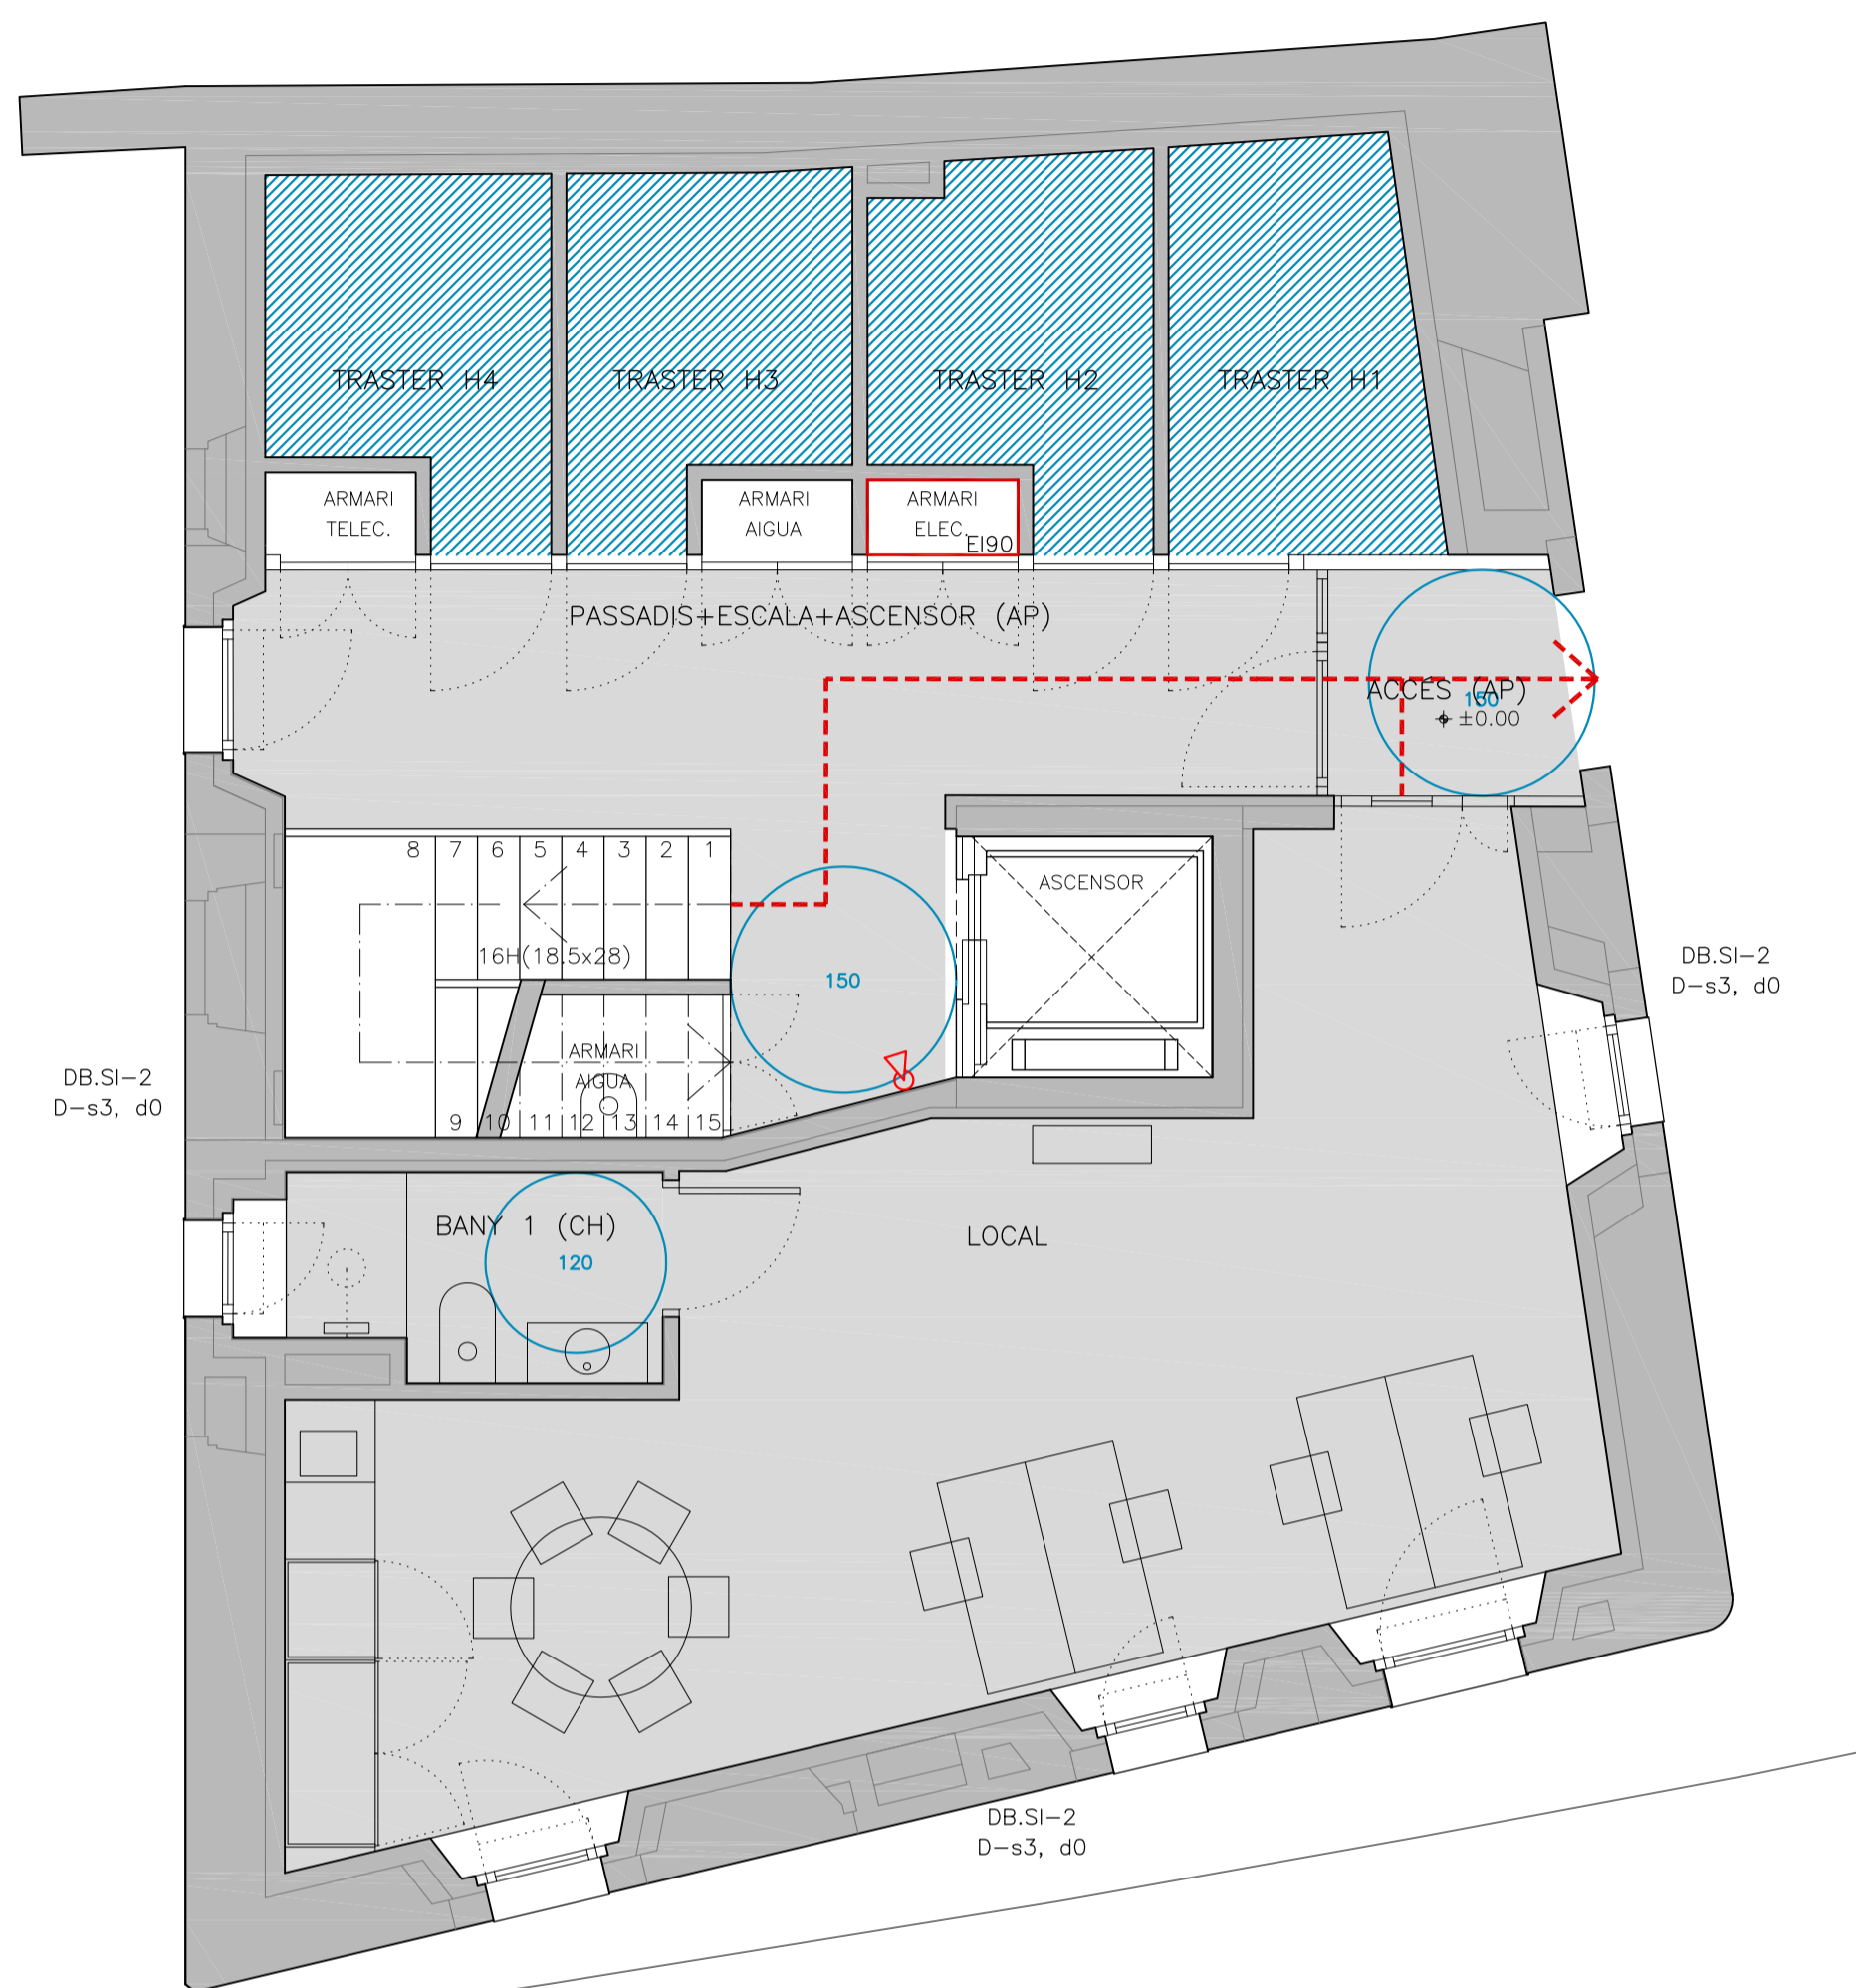 TRASTER H4
TRASTER H3
TRASTER H2
TRASTER H1
ARMARI
TELEC.
ARMARI
AIGUA
ARMARI
ELEC.
EI90
PASSADIS+ESCALA+ASCENSOR (AP)
ACCÉS (AP)
150
±0.00
8 7 6 5 4 3 2 1
ASCENSOR
16H(18.5x28)
150
DB.SI-2
D-s3, d0
ARMARI
AIGUA
DB.SI-2
D-s3, d0
9 10 11 12 13 14 15
BANY 1 (CH)
LOCAL
120
DB.SI-2
D-s3, d0